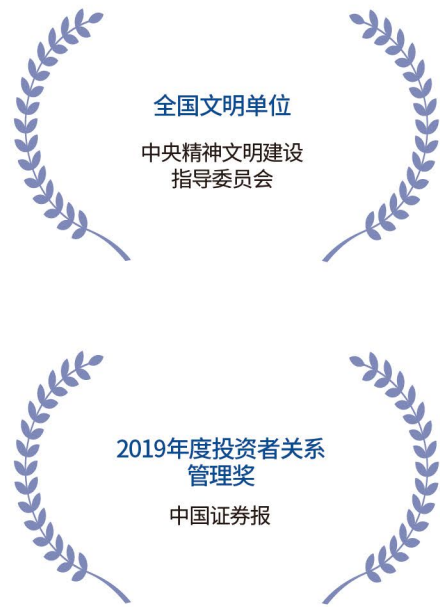 全国文明单位
中央精神文明建设
指导委员会
2019年度投资者关系
管理奖
中国证券报